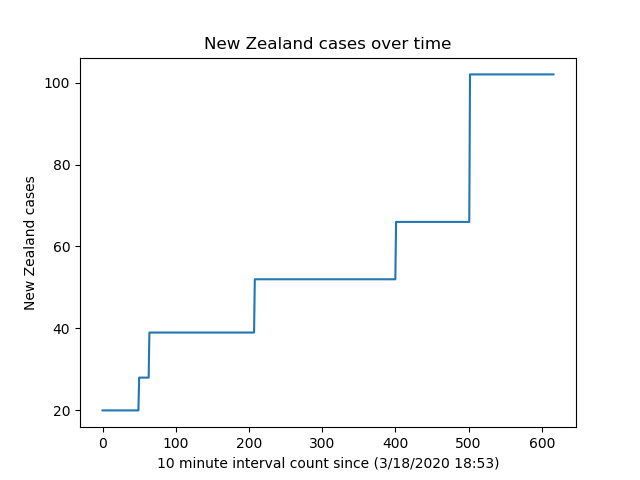 New Zealand cases over time
100
80
60
40
20
New Zealand cases
0 100 200 300 400 500 600
10 minute interval count since (3/18/2020 18:53)